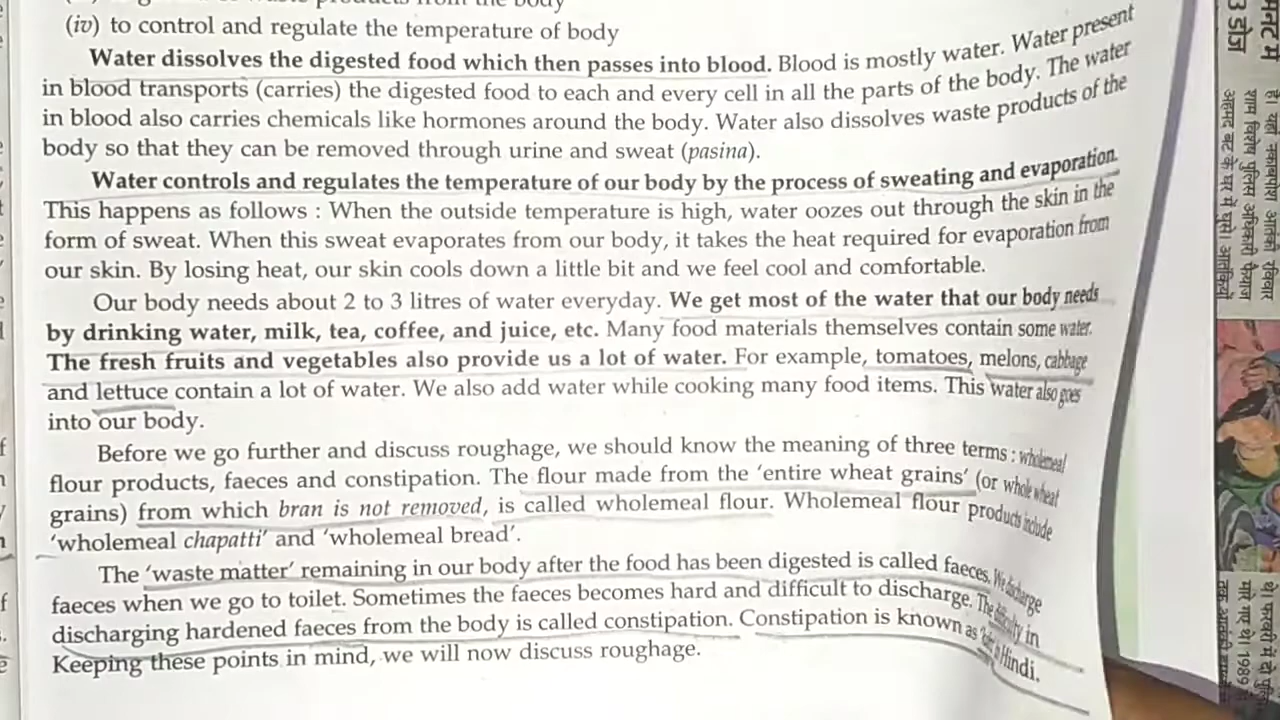 (iv) to control and regulate the temperature of body
Water dissolves the digested food which then passes into blood. Blood is mostly water. Water present
in blood transports (carries) the digested food to each and every cell in all the parts of the body. The water
in blood also carries chemicals like hormones around the body. Water also dissolves waste products of the
body so that they can be removed through urine and sweat (pasina).
Water controls and regulates the temperature of our body by the process of sweating and evaporation.
This happens as follows : When the outside temperature is high, water oozes out through the skin in the
form of sweat. When this sweat evaporates from our body, it takes the heat required for evaporation from
our skin. By losing heat, our skin cools down a little bit and we feel cool and comfortable.
Our body needs about 2 to 3 litres of water everyday. We get most of the water that our body needs
by drinking water, milk, tea, coffee, and juice, etc. Many food materials themselves contain some water.
The fresh fruits and vegetables also provide us a lot of water. For example, tomatoes, melons, cabbage
and lettuce contain a lot of water. We also add water while cooking many food items. This water also goes
into our body.
Before we go further and discuss roughage, we should know the meaning of three terms : wholemeal
flour products, faeces and constipation. The flour made from the ‘entire wheat grains’ (or whole wheat
grains) from which bran is not removed, is called wholemeal flour. Wholemeal flour products include
‘wholemeal chapatti’ and ‘wholemeal bread’.
The ‘waste matter’ remaining in our body after the food has been digested is called faeces. We discharge
faeces when we go to toilet. Sometimes the faeces becomes hard and difficult to discharge. The difficulty in
discharging hardened faeces from the body is called constipation. Constipation is known as in Hindi.
Keeping these points in mind, we will now discuss roughage.